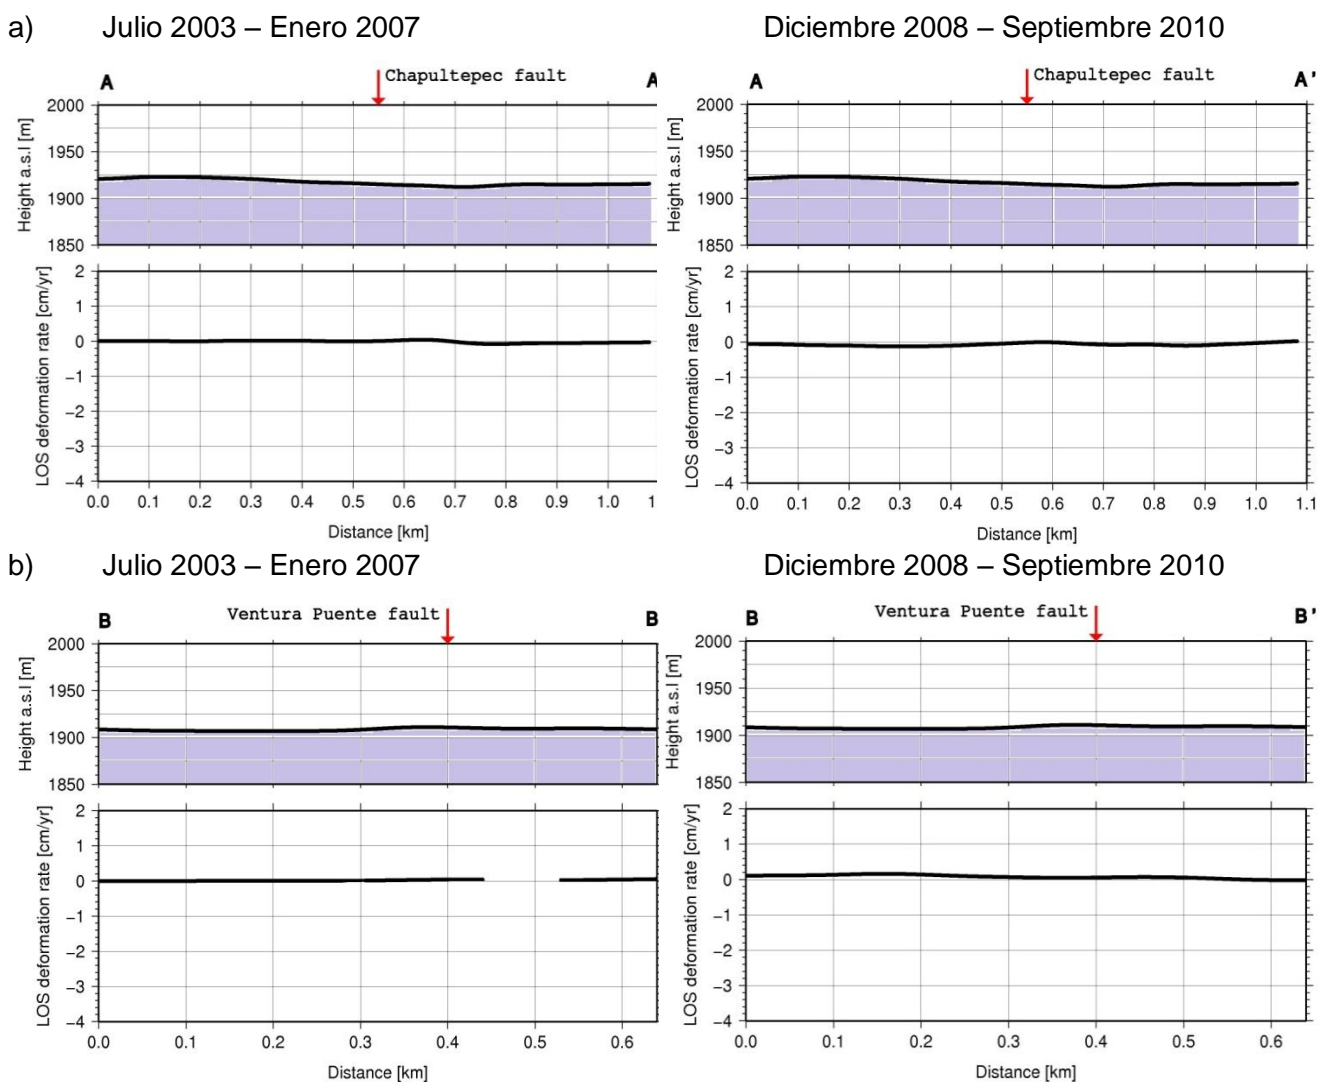 a) Julio 2003 – Enero 2007 Diciembre 2008 – Septiembre 2010
A Chapultepec fault A
Height a.s.l [m]
2000
1950
1900
1850
LOS deformation rate [cm/yr]
2
1
0
−1
−2
−3
−4
0.0 0.1 0.2 0.3 0.4 0.5 0.6 0.7 0.8 0.9 1.0 1
Distance [km]
A Chapultepec fault A'
Height a.s.l [m]
2000
1950
1900
1850
LOS deformation rate [cm/yr]
2
1
0
−1
−2
−3
−4
0.0 0.1 0.2 0.3 0.4 0.5 0.6 0.7 0.8 0.9 1.0 1.1
Distance [km]
b) Julio 2003 – Enero 2007 Diciembre 2008 – Septiembre 2010
B Ventura Puente fault B
Height a.s.l [m]
2000
1950
1900
1850
LOS deformation rate [cm/yr]
2
1
0
−1
−2
−3
−4
0.0 0.1 0.2 0.3 0.4 0.5 0.6
Distance [km]
B Ventura Puente fault B'
Height a.s.l [m]
2000
1950
1900
1850
LOS deformation rate [cm/yr]
2
1
0
−1
−2
−3
−4
0.0 0.1 0.2 0.3 0.4 0.5 0.6
Distance [km]